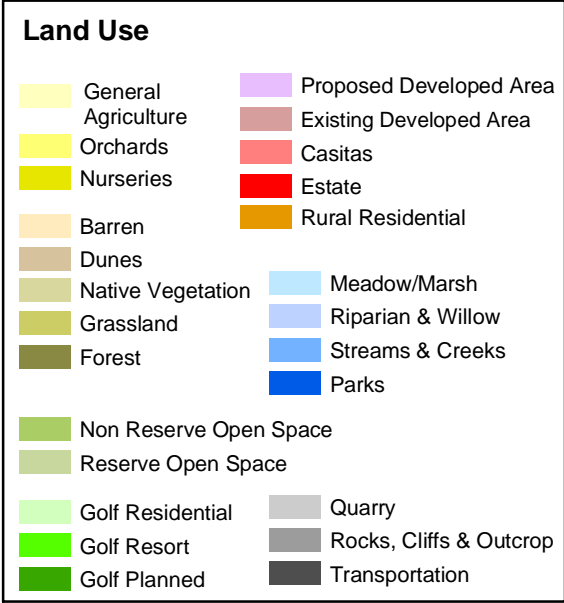 Land Use
General
Agriculture
Orchards
Nurseries
Barren
Dunes
Native Vegetation
Grassland
Forest
Non Reserve Open Space
Reserve Open Space
Golf Residential
Golf Resort
Golf Planned
Proposed Developed Area
Existing Developed Area
Casitas
Estate
Rural Residential
Meadow/Marsh
Riparian & Willow
Streams & Creeks
Parks
Quarry
Rocks, Cliffs & Outcrop
Transportation